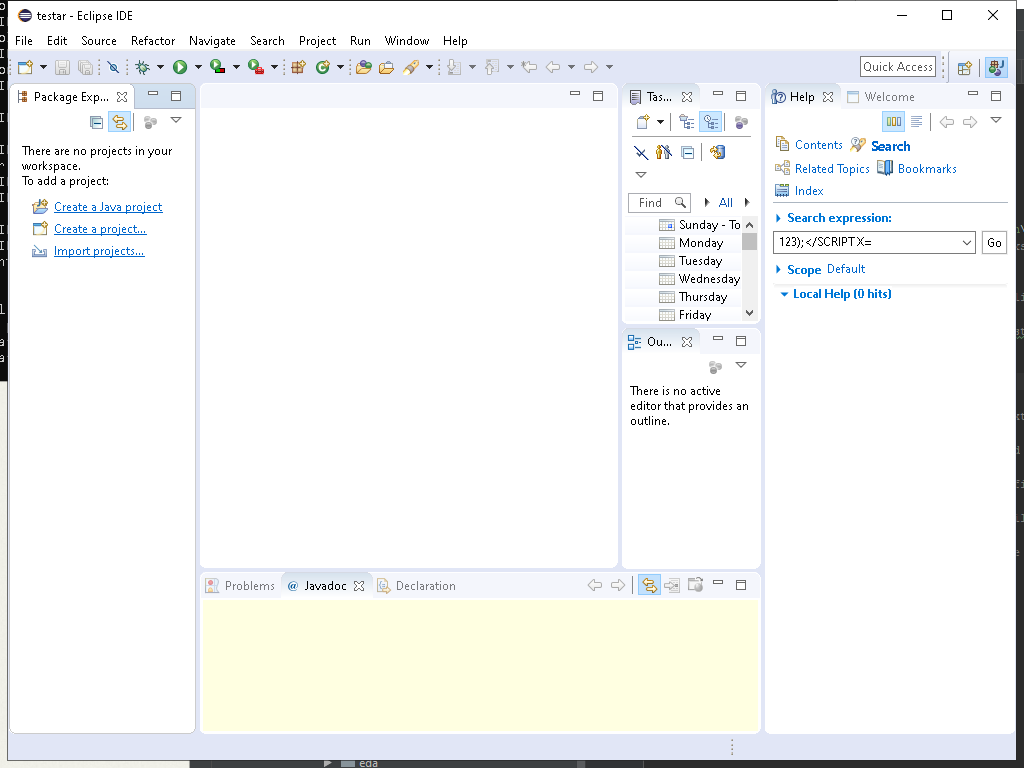 testar - Eclipse IDE
File Edit Source Refactor Navigate Search Project Run Window Help
Quick Access
Package Exp...
There are no projects in your
workspace.
To add a project:
Create a Java project
Create a project...
Import projects...
Tas...
Find
All
Sunday - To
Monday
Tuesday
Wednesday
Thursday
Friday
Ou...
There is no active
editor that provides an
outline.
Help
Welcome
Contents Search
Related Topics Bookmarks
Index
Search expression:
123);</SCRIPT X=
Go
Scope Default
Local Help (0 hits)
Problems @ Javadoc Declaration
eda